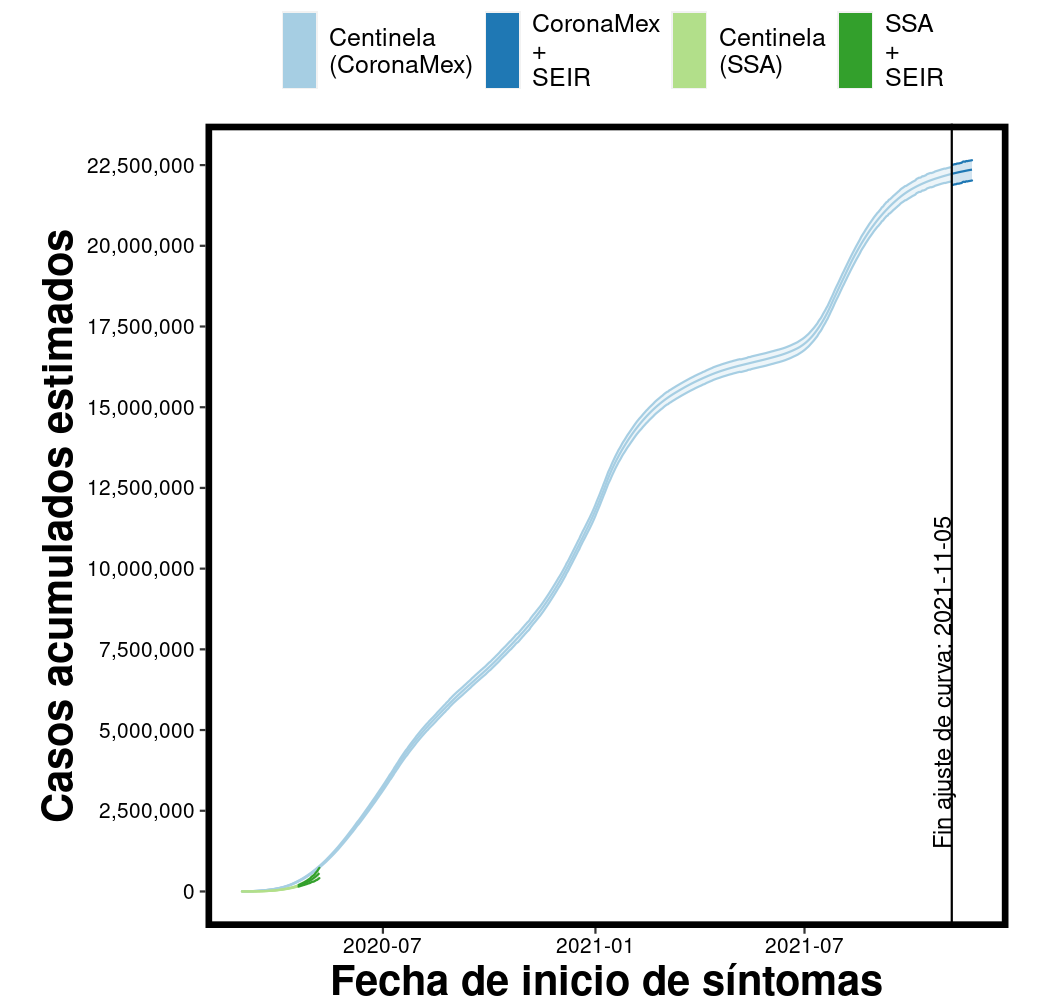 Centinela
(CoronaMex)
CoronaMex
+
SEIR
Centinela
(SSA)
SSA
+
SEIR
Casos acumulados estimados
22,500,000
20,000,000
17,500,000
15,000,000
12,500,000
10,000,000
7,500,000
5,000,000
2,500,000
0
Fin ajuste de curva: 2021-11-05
2020-07
2021-01
2021-07
Fecha de inicio de síntomas